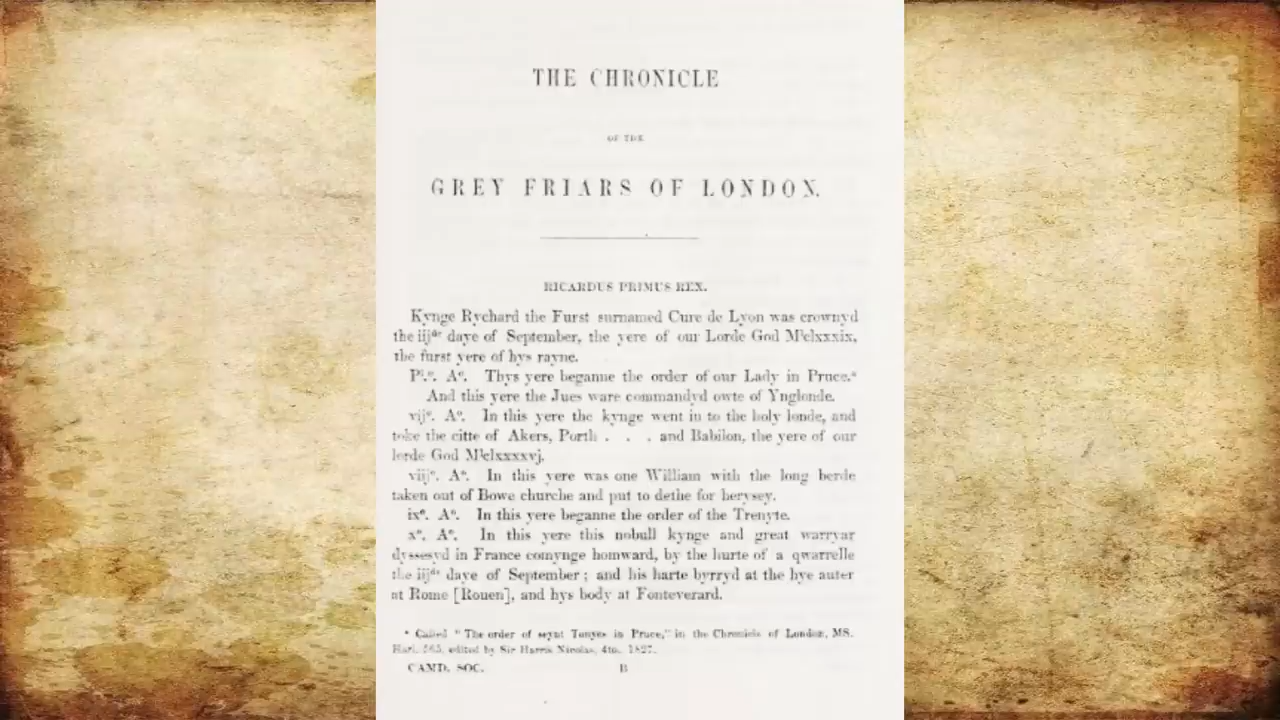 THE CHRONICLE
OF THE
GREY FRIARS OF LONDON.
RICARDUS PRIMUS REX.
Kynge Rychard the Furst surnamed Cure de Lyon was crownyd
the iijde daye of September, the yere of our Lorde God Mlclxxxix,
the furst yere of hys rayne.
Pi.o. Ao. Thys yere beganne the order of our Lady in Pruce.a
And this yere the Jues ware commandyd owte of Ynglonde.
vijo. Ao. In this yere the kynge went in to the holy londe, and
toke the citte of Akers, Porth . . . and Babilon, the yere of our
lorde God Mlclxxxxvj.
viijo. Ao. In this yere was one William with the long berde
taken out of Bowe churche and put to dethe for herysey.
ixo. Ao. In this yere beganne the order of the Trenyte.
xo. Ao. In this yere this nobull kynge and great warryar
dyssesyd in France comynge homward, by the hurte of a qwarrelle
the iijde daye of September; and his harte byrryd at the hye auter
at Rome [Rouen], and hys body at Fonteverard.
a Called "The order of seynt Tonyes in Pruce," in the Chronicle of London, MS.
Harl. 565, edited by Sir Harris Nicolas, 4to. 1827.
CAMD. SOC. B